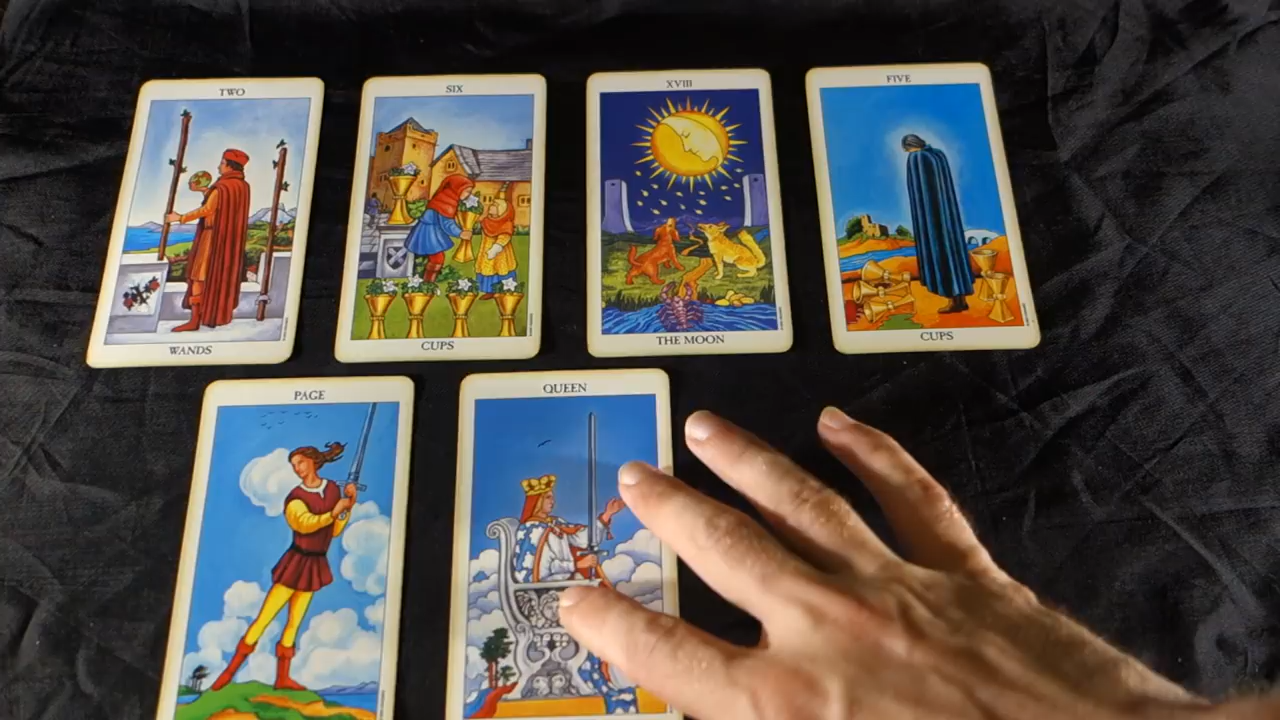 TWO
WANDS
SIX
CUPS
XVIII
THE MOON
FIVE
CUPS
PAGE
QUEEN